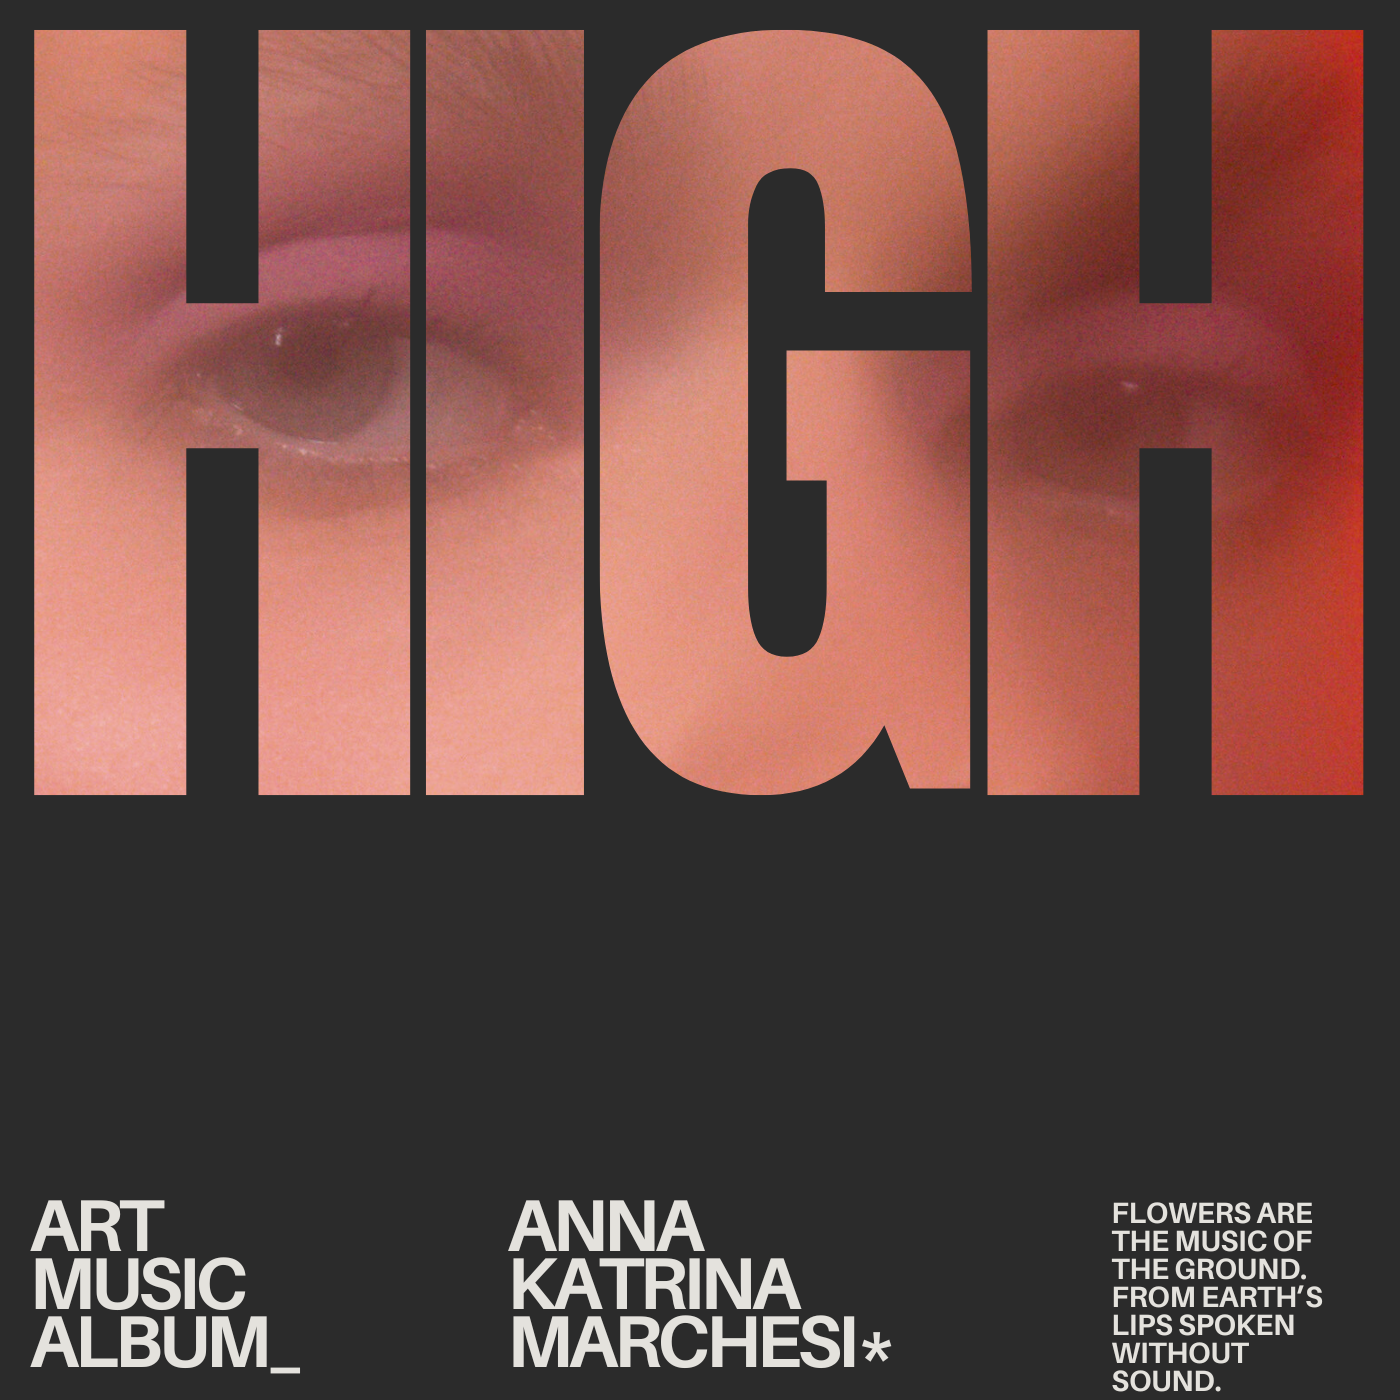 HIGH
ART
MUSIC
ALBUM_
ANNA
KATRINA
MARCHESI*
FLOWERS ARE
THE MUSIC OF
THE GROUND.
FROM EARTH’S
LIPS SPOKEN
WITHOUT
SOUND.